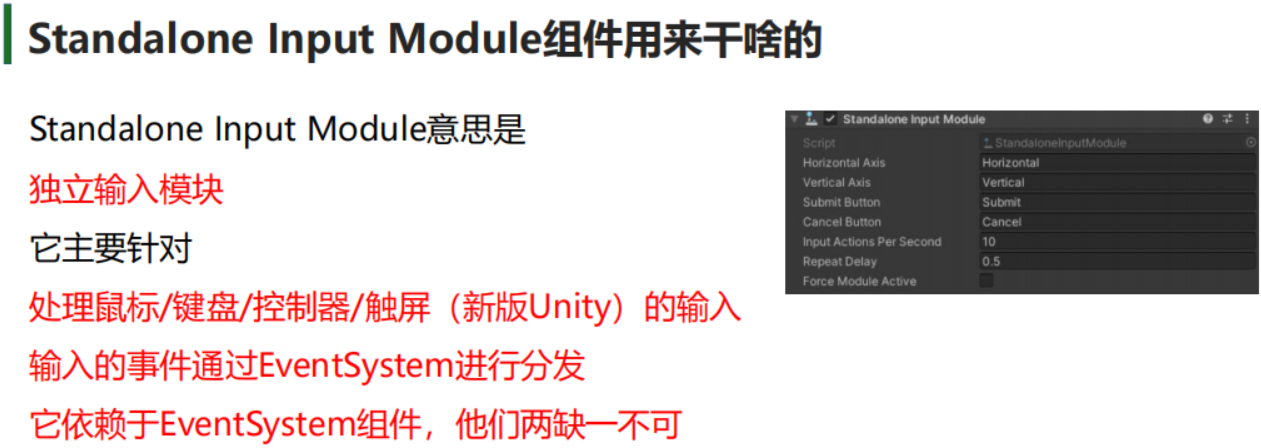 Standalone Input Module组件用来干啥的
Standalone Input Module意思是
独立输入模块
它主要针对
处理鼠标/键盘/控制器/触屏（新版Unity）的输入
输入的事件通过EventSystem进行分发
它依赖于EventSystem组件，他们两缺一不可
Standalone Input Module
Script StandaloneInputModule
Horizontal Axis Horizontal
Vertical Axis Vertical
Submit Button Submit
Cancel Button Cancel
Input Actions Per Second 10
Repeat Delay 0.5
Force Module Active